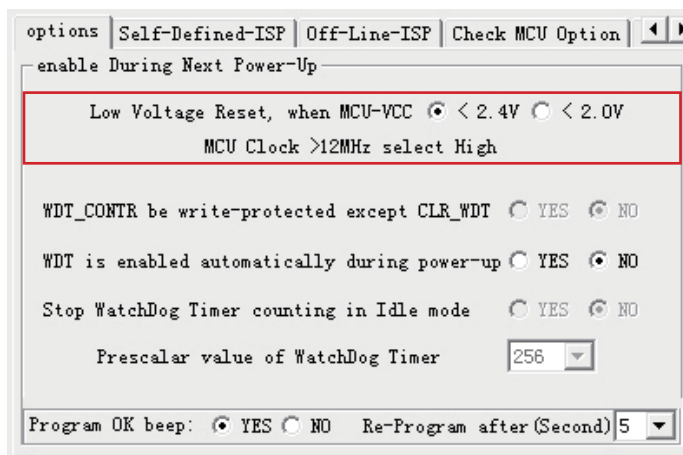 options Self-Defined-ISP Off-Line-ISP Check MCU Option
enable During Next Power-Up
Low Voltage Reset, when MCU-VCC < 2.4V < 2.0V
MCU Clock >12MHz select High
WDT_CONTR be write-protected except CLR_WDT YES NO
WDT is enabled automatically during power-up YES NO
Stop WatchDog Timer counting in Idle mode YES NO
Prescalar value of WatchDog Timer 256
Program OK beep: YES NO Re-Program after(Second) 5